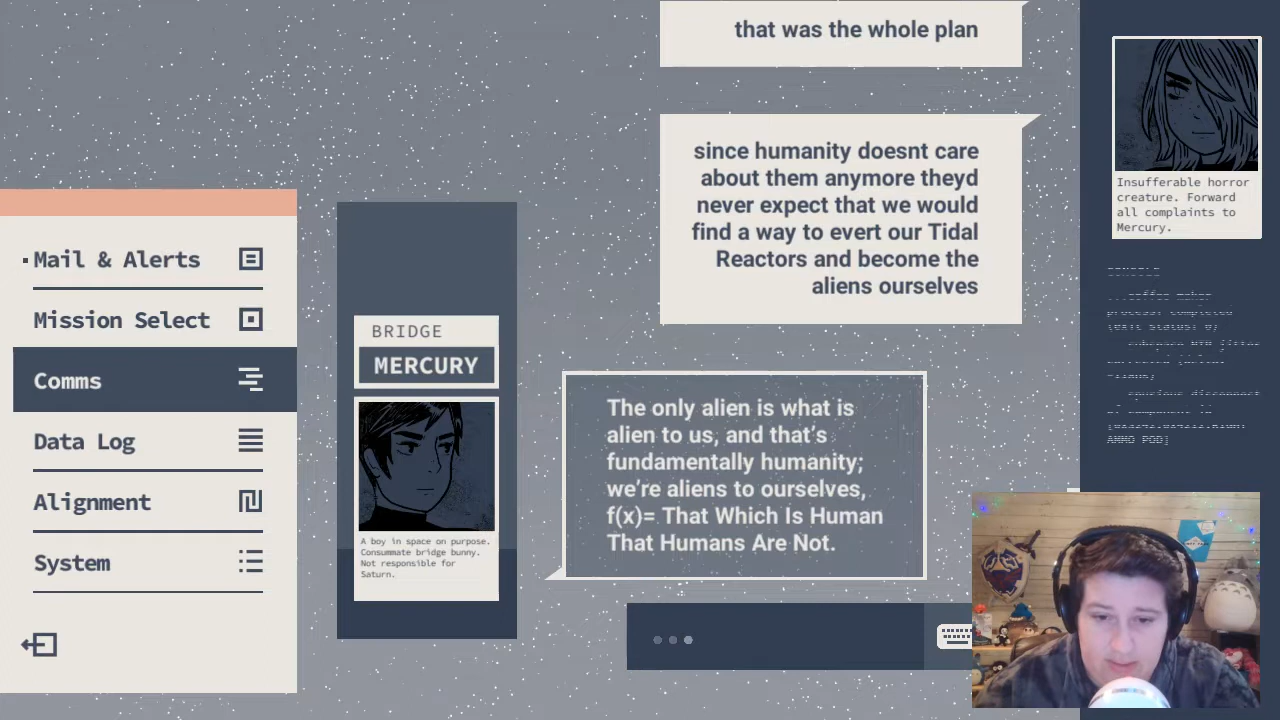 that was the whole plan
since humanity doesnt care
about them anymore theyd
never expect that we would
find a way to evert our Tidal
Reactors and become the
aliens ourselves
Insufferable horror
creature. Forward
all complaints to
Mercury.
Mail & Alerts
Mission Select
Comms
Data Log
Alignment
System
BRIDGE
MERCURY
A boy in space on purpose.
Consummate bridge bunny.
Not responsible for
Saturn.
The only alien is what is
alien to us, and that's
fundamentally humanity;
we're aliens to ourselves,
f(x)= That Which Is Human
That Humans Are Not.